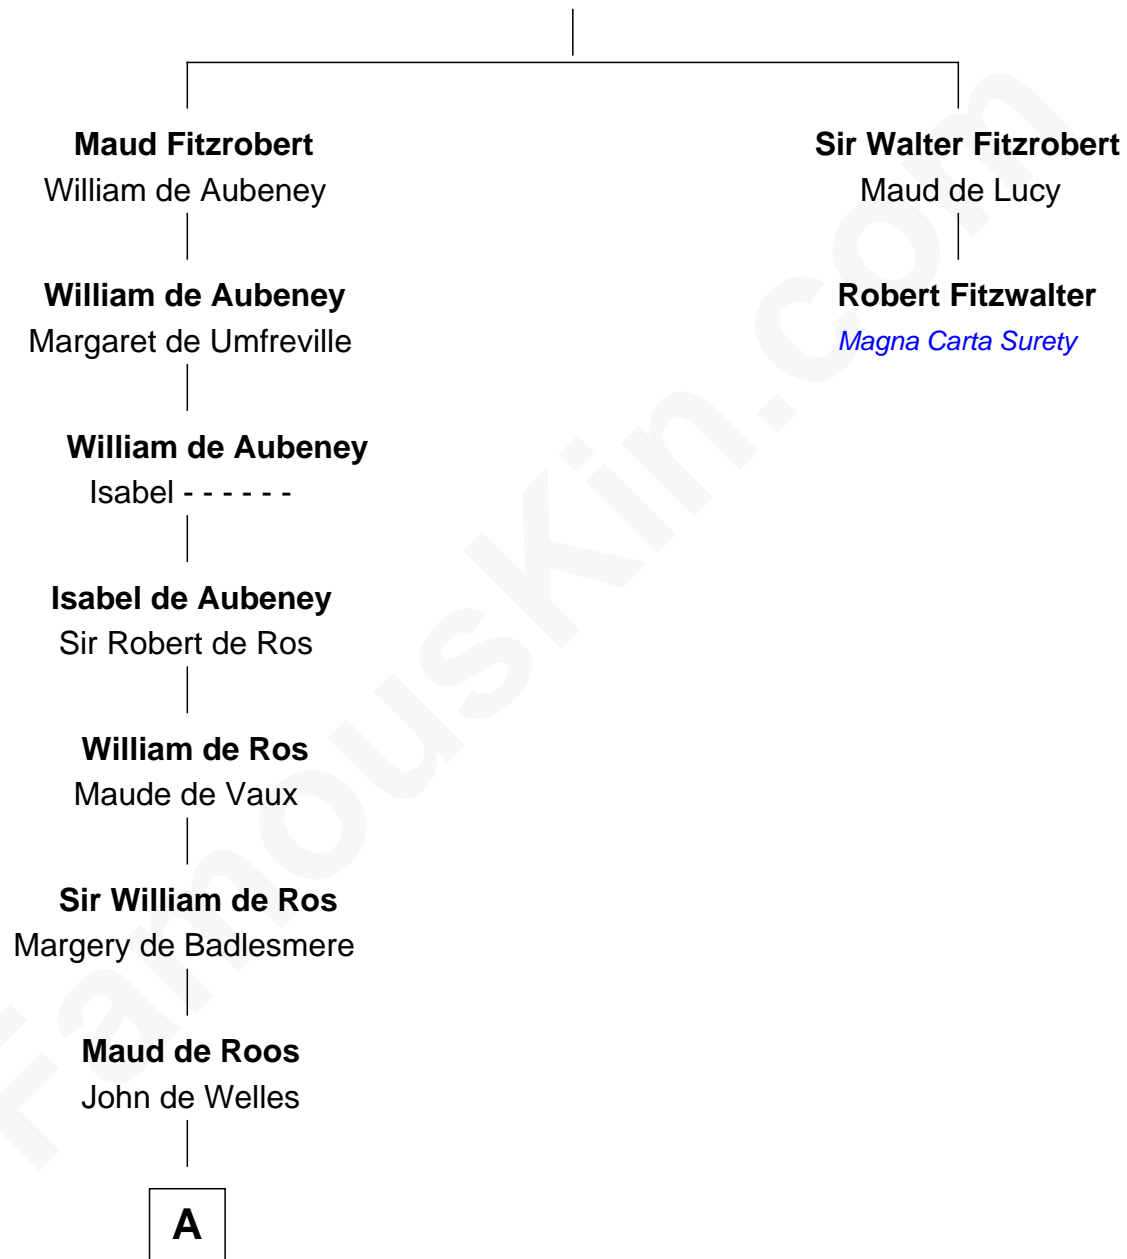 Maud Fitzrobert
William de Aubeney
Sir Walter Fitzrobert
Maud de Lucy
William de Aubeney
Margaret de Umfreville
Robert Fitzwalter
Magna Carta Surety
William de Aubeney
Isabel - - - - - -
Isabel de Aubeney
Sir Robert de Ros
William de Ros
Maude de Vaux
Sir William de Ros
Margery de Badlesmere
Maud de Roos
John de Welles
A
FamousKin.com